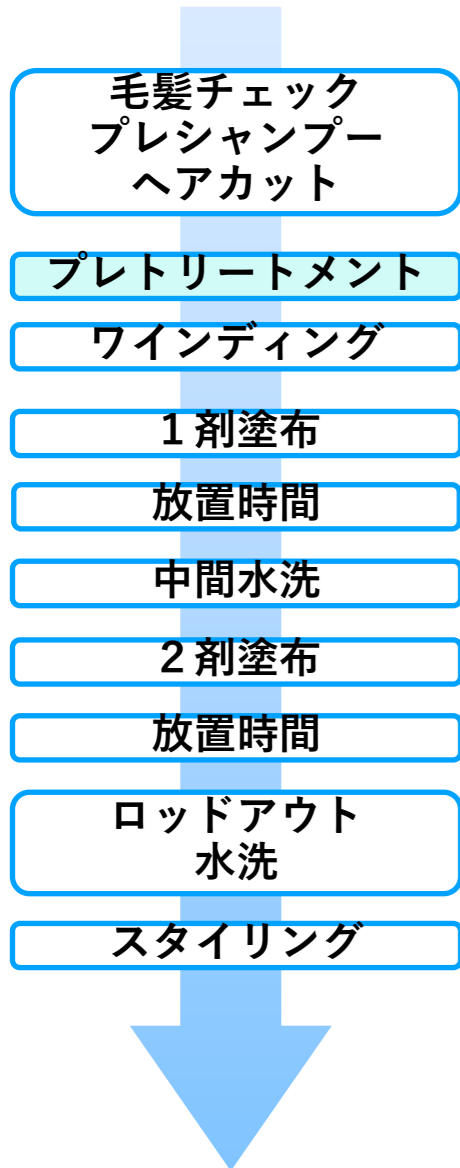 毛髪チェック
プレシャンプー
ヘアカット
プレトリートメント
ワインディング
１剤塗布
放置時間
中間水洗
２剤塗布
放置時間
ロッドアウト
水洗
スタイリング